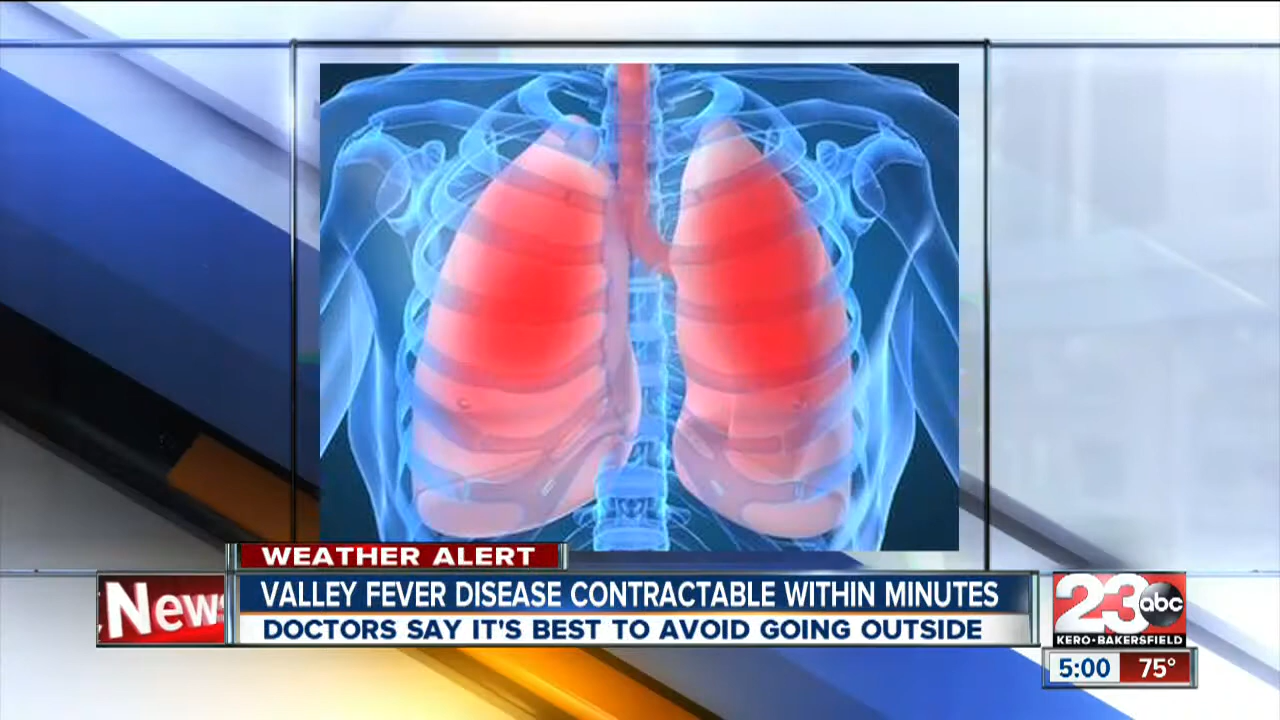 WEATHER ALERT
News
VALLEY FEVER DISEASE CONTRACTABLE WITHIN MINUTES
DOCTORS SAY IT'S BEST TO AVOID GOING OUTSIDE
23 abc
KERO-BAKERSFIELD
5:00 75°